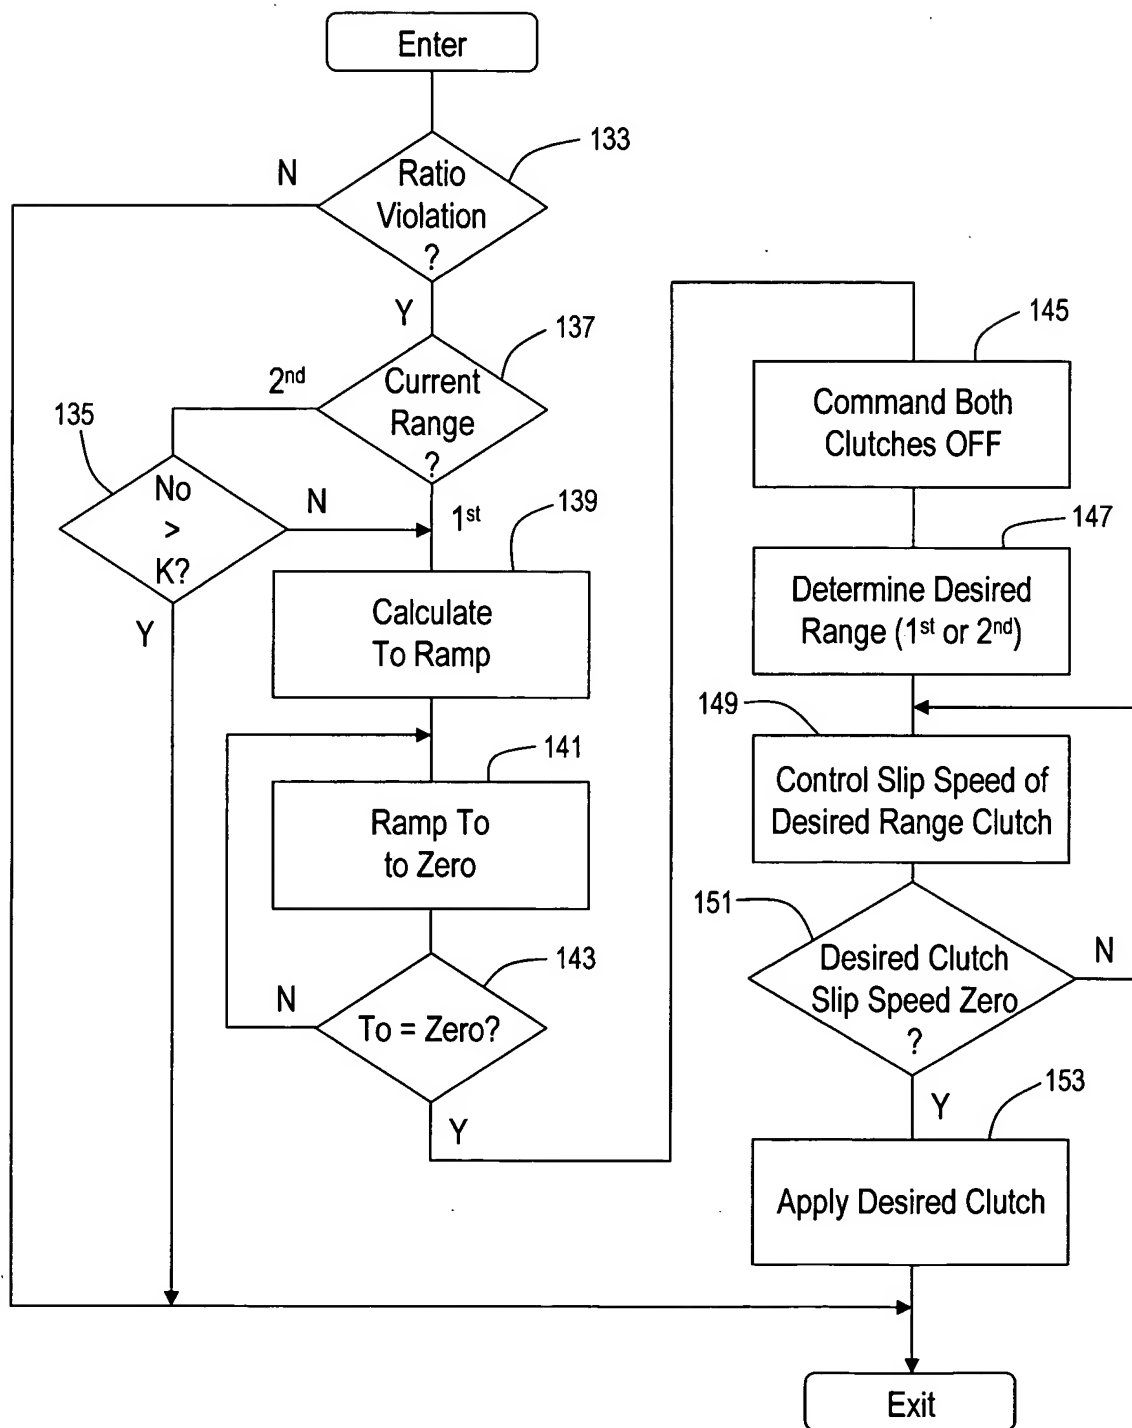 Enter
133
N
Ratio
Violation
?
Y
137
2nd
Current
Range
?
135
No
>
K?
N
Y
1st
139
Calculate
To Ramp
141
Ramp To
to Zero
143
N
To = Zero?
Y
145
Command Both
Clutches OFF
147
Determine Desired
Range (1st or 2nd)
149
Control Slip Speed of
Desired Range Clutch
151
N
Desired Clutch
Slip Speed Zero
?
Y
153
Apply Desired Clutch
Exit